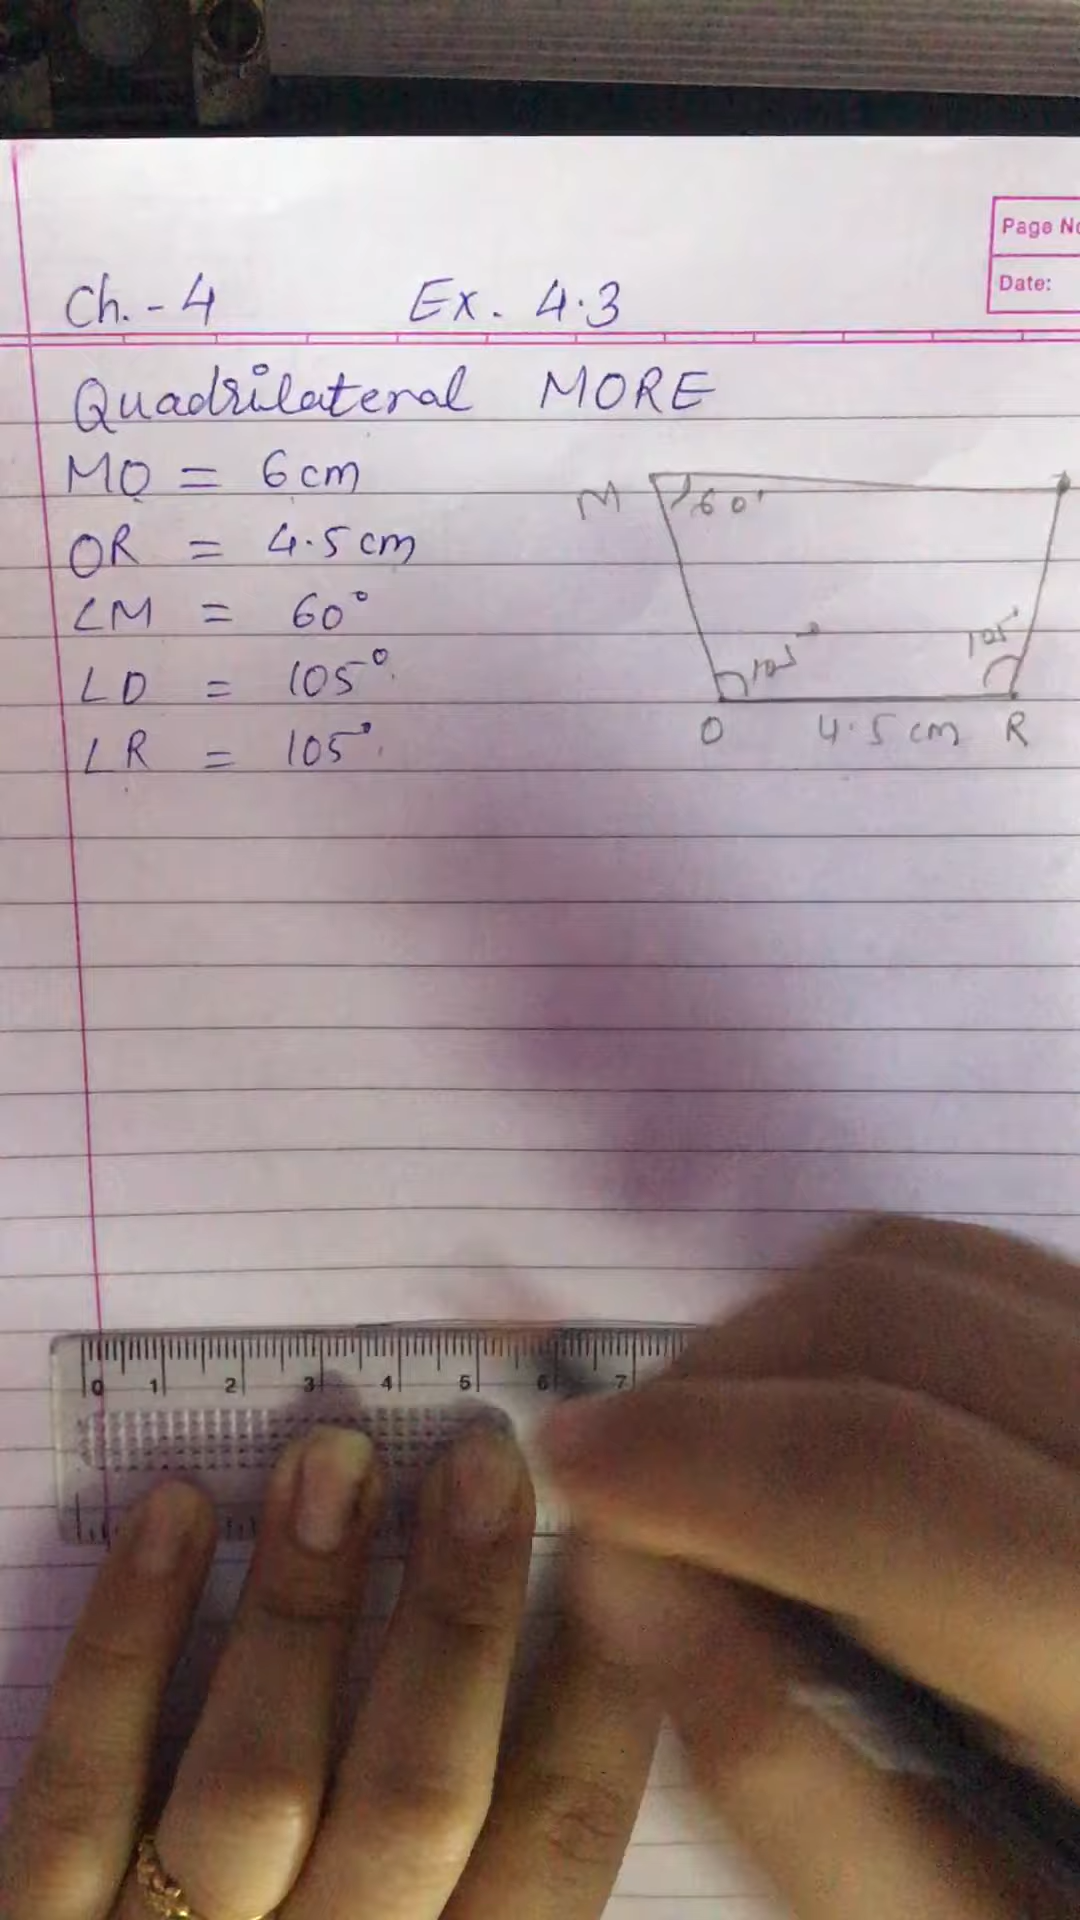 Page No
Date:
Ch. - 4 Ex. 4.3
Quadrilateral MORE
MO = 6 cm
OR = 4.5 cm
∠M = 60°
∠O = 105°
∠R = 105°
M 60°
105° 105°
O 4.5 cm R
0 1 2 3 4 5 6 7